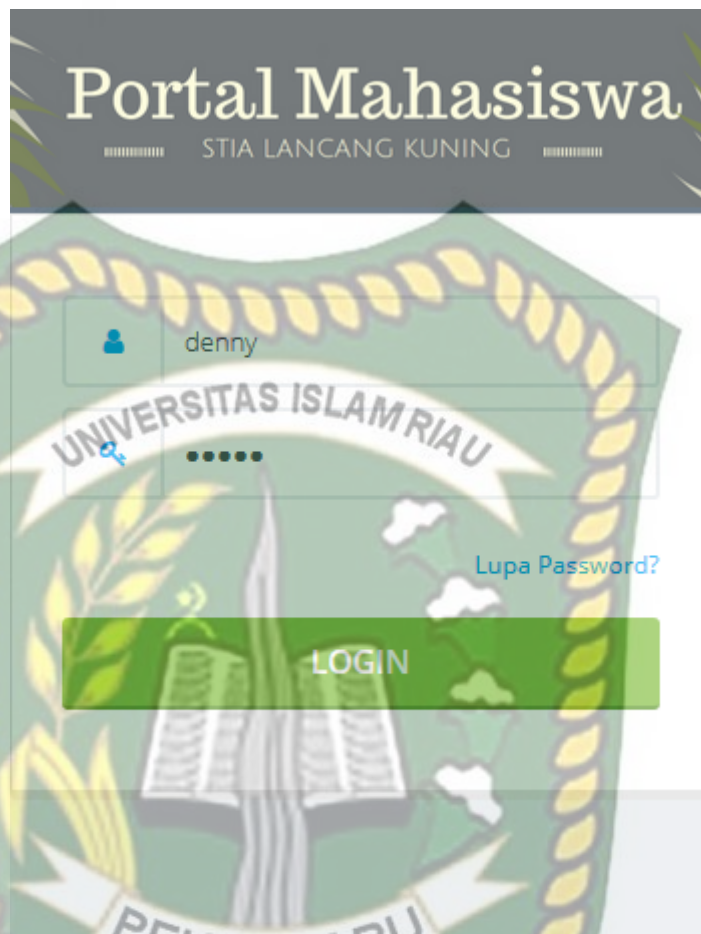 Portal Mahasiswa
STIA LANCANG KUNING
denny
UNIVERSITAS ISLAM RIAU
•••••
Lupa Password?
LOGIN